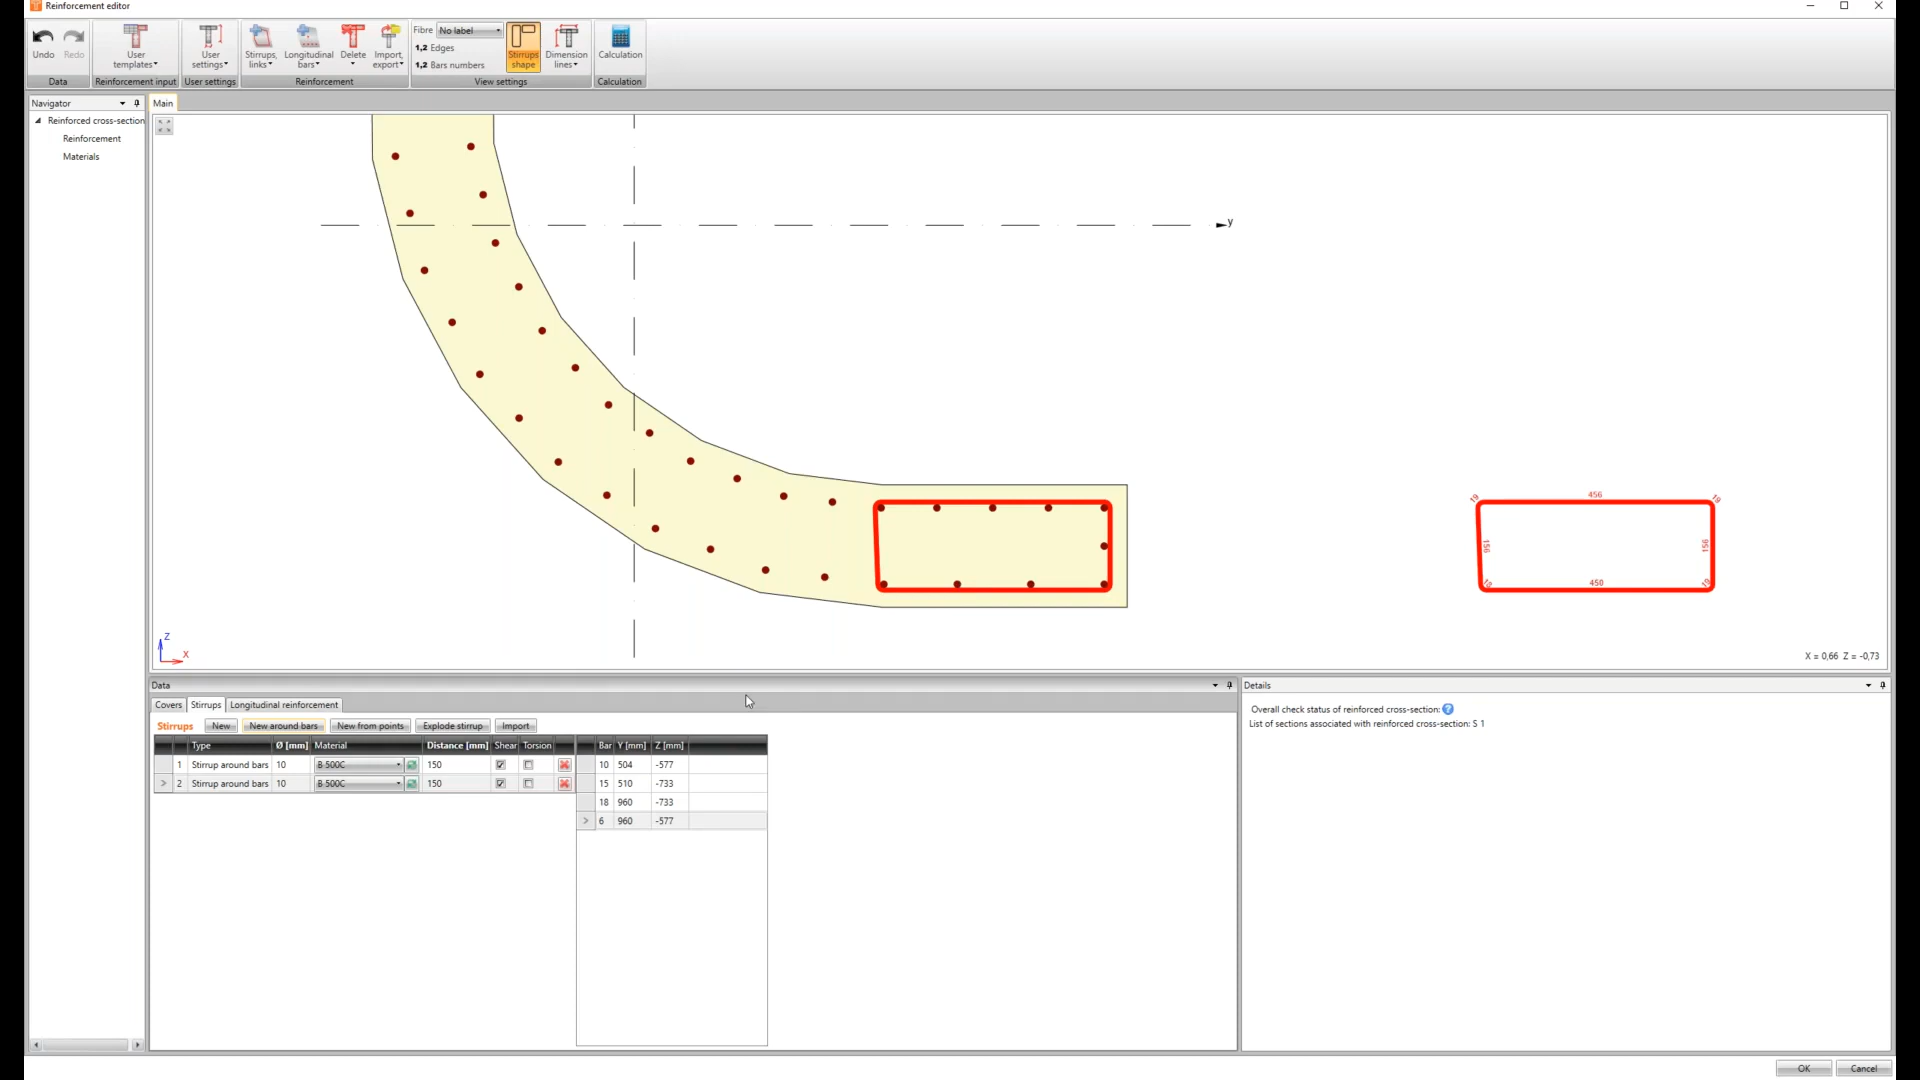 Reinforcement editor
Undo
Redo
Data
User templates
Reinforcement input
User settings
User settings
Stirrups, links
Longitudinal bars
Delete
Import, export
Reinforcement
Fibre No label
1,2 Edges
1,2 Bars numbers
Stirrups shape
Dimension lines
View settings
Calculation
Calculation
Navigator
Reinforced cross-section
Reinforcement
Materials
Main
y
456
19
19
156
156
450
19
19
Z
X
X = 0,66 Z = -0,73
Data
Covers Stirrups Longitudinal reinforcement
Stirrups New New around bars New from points Explode stirrup Import
Type Ø [mm] Material Distance [mm] Shear Torsion
1 Stirrup around bars 10 B 500C 150
> 2 Stirrup around bars 10 B 500C 150
Bar Y [mm] Z [mm]
10 504 -577
15 510 -733
18 960 -733
> 6 960 -577
Details
Overall check status of reinforced cross-section: ?
List of sections associated with reinforced cross-section: S 1
OK Cancel